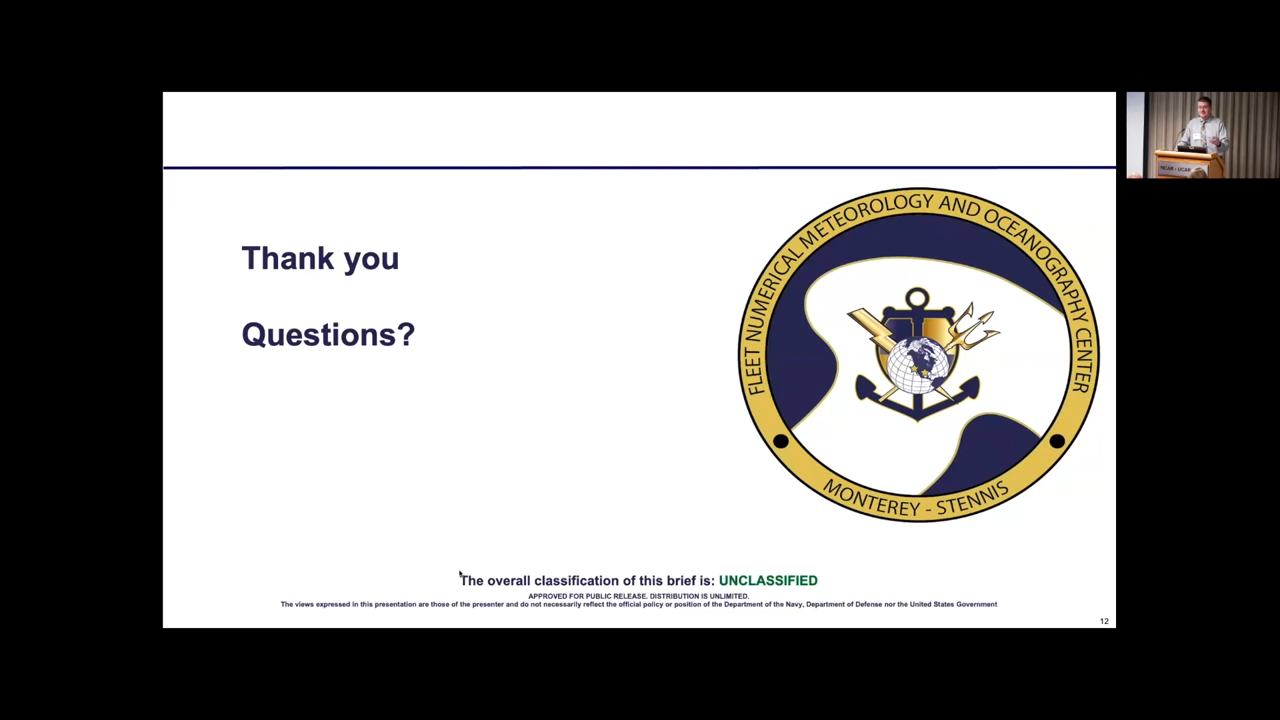 Thank you
Questions?
FLEET NUMERICAL METEOROLOGY AND OCEANOGRAPHY CENTER
MONTEREY - STENNIS
The overall classification of this brief is: UNCLASSIFIED
APPROVED FOR PUBLIC RELEASE. DISTRIBUTION IS UNLIMITED.
The views expressed in this presentation are those of the presenter and do not necessarily reflect the official policy or position of the Department of the Navy, Department of Defense nor the United States Government
12
NCAR - UCAR